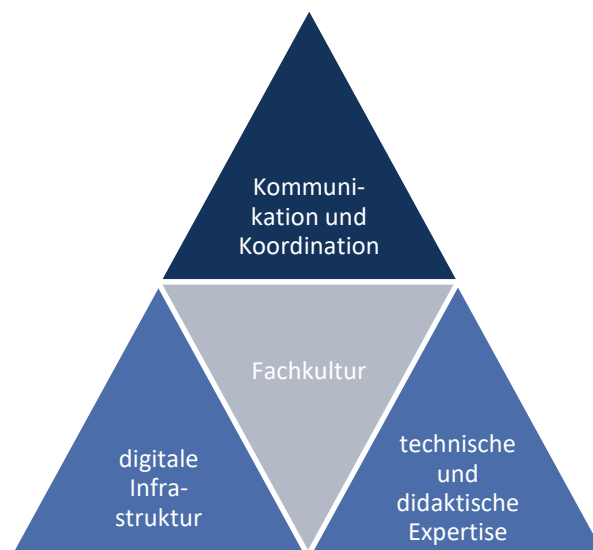 Kommuni-
kation und
Koordination
Fachkultur
digitale
Infra-
struktur
technische
und
didaktische
Expertise